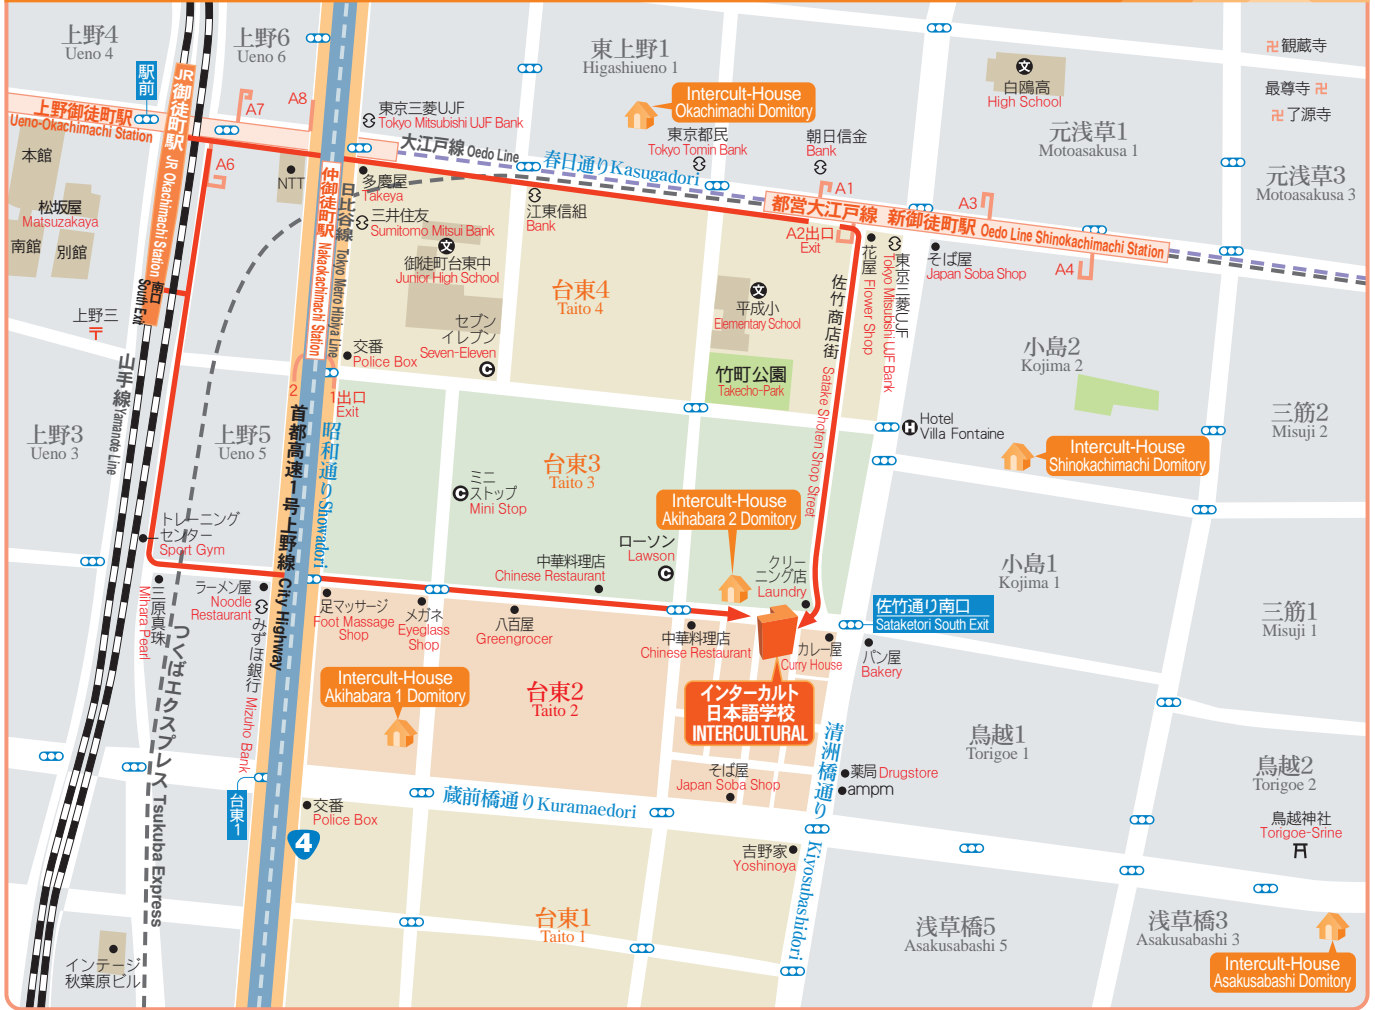 上野4
Ueno 4
上野6
Ueno 6
東上野1
Higashiueno 1
文
白鴎高
High School
卍 観蔵寺
最尊寺 卍
卍 了源寺
駅前
JR御徒町駅 JR Okachimachi Station
上野御徒町駅
Ueno-Okachimachi Station
A7
A8
A6
東京三菱UJF
Tokyo Mitsubishi UJF Bank
Intercult-House
Okachimachi Domitory
東京都民
Tokyo Tomin Bank
朝日信金
Bank
元浅草1
Motoasakusa 1
元浅草3
Motoasakusa 3
大江戸線 Oedo Line
春日通り Kasugadori
本館
松坂屋
Matsuzakaya
南館
別館
NTT
多慶屋
Takeya
三井住友
Sumitomo Mitsui Bank
江東信組
Bank
A1
A3
A4
都営大江戸線 新御徒町駅 Oedo Line Shinokachimachi Station
A2出口
Exit
仲御徒町駅 Nakaokachimachi Station
日比谷線 Tokyo Mero Hibiya Line
文
御徒町台東中
Junior High School
台東4
Taito 4
文
平成小
Elementary School
佐竹商店街 Satake Shoten Shop Street
花屋 Flower Shop
東京三菱UJF
Tokyo Mitsubishi UJF Bank
そば屋
Japan Soba Shop
南口
South Exit
上野三
〒
セブン
イレブン
Seven-Eleven
C
交番
Police Box
竹町公園
Takecho-Park
小島2
Kojima 2
三筋2
Misuji 2
山手線 Yamanote Line
2
1出口
Exit
上野3
Ueno 3
上野5
Ueno 5
首都高速1号上野線 City Highway
昭和通り Showadori
台東3
Taito 3
H
Hotel
Villa Fontaine
Intercult-House
Shinokachimachi Domitory
C
ミニ
ストップ
Mini Stop
Intercult-House
Akihabara 2 Domitory
トレーニング
センター
Sport Gym
ローソン
Lawson
C
中華料理店
Chinese Restaurant
クリー
ニング店
Laundry
小島1
Kojima 1
三筋1
Misuji 1
三原真珠
Mihara Pearl
ラーメン屋
Noodle
Restaurant
みずほ銀行 Mizuho Bank
足マッサージ
Foot Massage
Shop
メガネ
Eyeglass
Shop
八百屋
Greengrocer
中華料理店
Chinese Restaurant
カレー屋
Curry House
佐竹通り南口
Sataketori South Exit
パン屋
Bakery
つくばエクスプレス Tsukuba Express
Intercult-House
Akihabara 1 Domitory
台東2
Taito 2
インターカルト
日本語学校
INTERCULTURAL
清洲橋通り Kiyosubashidori
鳥越1
Torigoe 1
鳥越2
Torigoe 2
そば屋
Japan Soba Shop
薬局 Drugstore
ampm
台東1
交番
Police Box
4
蔵前橋通り Kuramaedori
吉野家
Yoshinoya
鳥越神社
Torigoe-Srine
台東1
Taito 1
浅草橋5
Asakusabashi 5
浅草橋3
Asakusabashi 3
インテージ
秋葉原ビル
Intercult-House
Asakusabashi Domitory